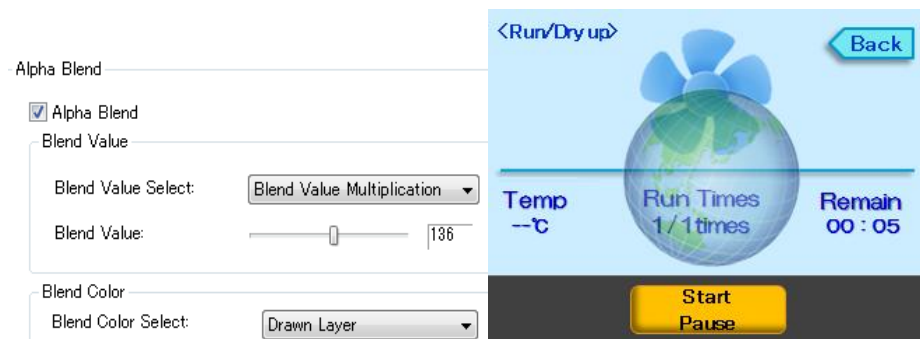 Alpha Blend
Alpha Blend
Blend Value
Blend Value Select: Blend Value Multiplication
Blend Value: 136
Blend Color
Blend Color Select: Drawn Layer
<Run/Dry up>
Back
Temp
--℃
Run Times
1/1times
Remain
00:05
Start
Pause